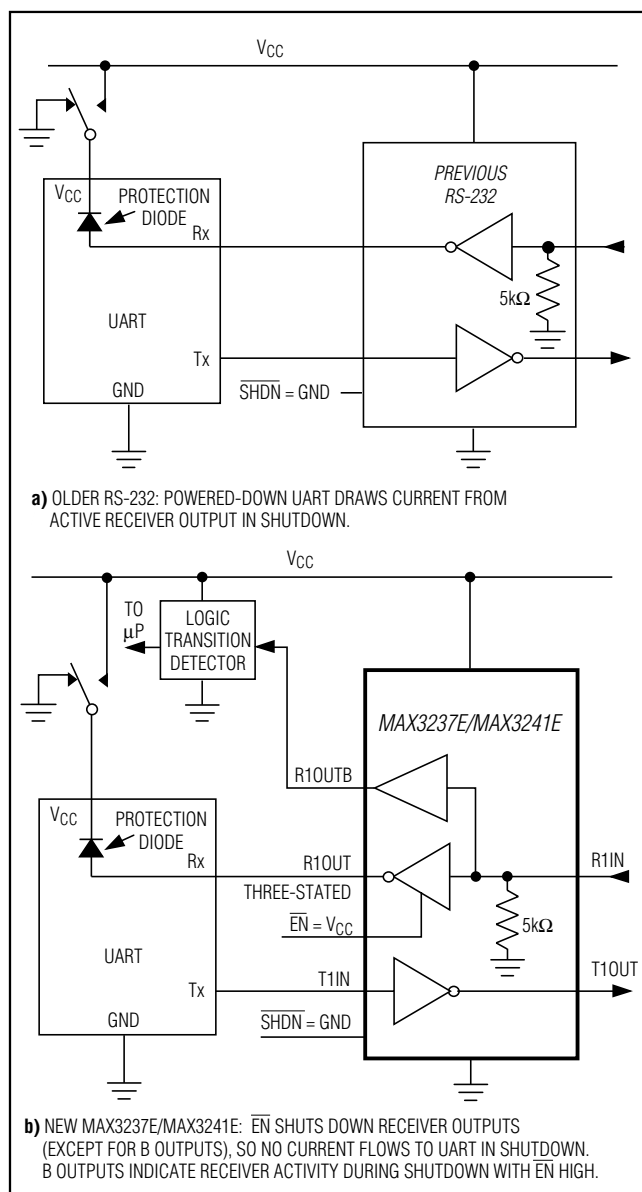 VCC
VCC
PROTECTION
DIODE
Rx
UART
Tx
GND
SHDN = GND
PREVIOUS
RS-232
5kΩ
a) OLDER RS-232: POWERED-DOWN UART DRAWS CURRENT FROM
ACTIVE RECEIVER OUTPUT IN SHUTDOWN.
VCC
TO
μP
LOGIC
TRANSITION
DETECTOR
MAX3237E/MAX3241E
R1OUTB
VCC
PROTECTION
DIODE
Rx
R1OUT
THREE-STATED
R1IN
EN = VCC
5kΩ
UART
Tx
T1IN
T1OUT
GND
SHDN = GND
b) NEW MAX3237E/MAX3241E: EN SHUTS DOWN RECEIVER OUTPUTS
(EXCEPT FOR B OUTPUTS), SO NO CURRENT FLOWS TO UART IN SHUTDOWN.
B OUTPUTS INDICATE RECEIVER ACTIVITY DURING SHUTDOWN WITH EN HIGH.